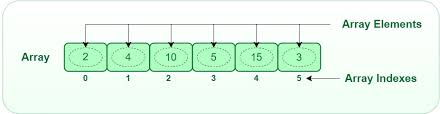 Array Elements
Array 2 4 10 5 15 3
0 1 2 3 4 5 Array Indexes